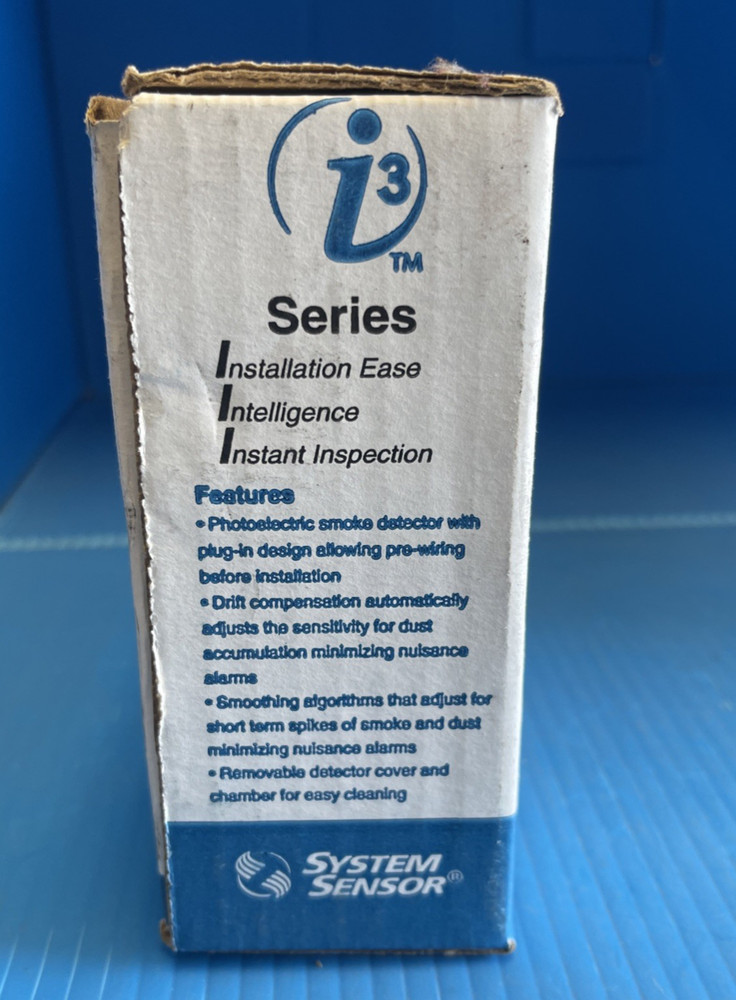 i3™
Series
Installation Ease
Intelligence
Instant Inspection
Features
• Photoelectric smoke detector with
plug-in design allowing pre-wiring
before installation
• Drift compensation automatically
adjusts the sensitivity for dust
accumulation minimizing nuisance
alarms
• Smoothing algorithms that adjust for
short term spikes of smoke and dust
minimizing nuisance alarms
• Removable detector cover and
chamber for easy cleaning
SYSTEM
SENSOR®